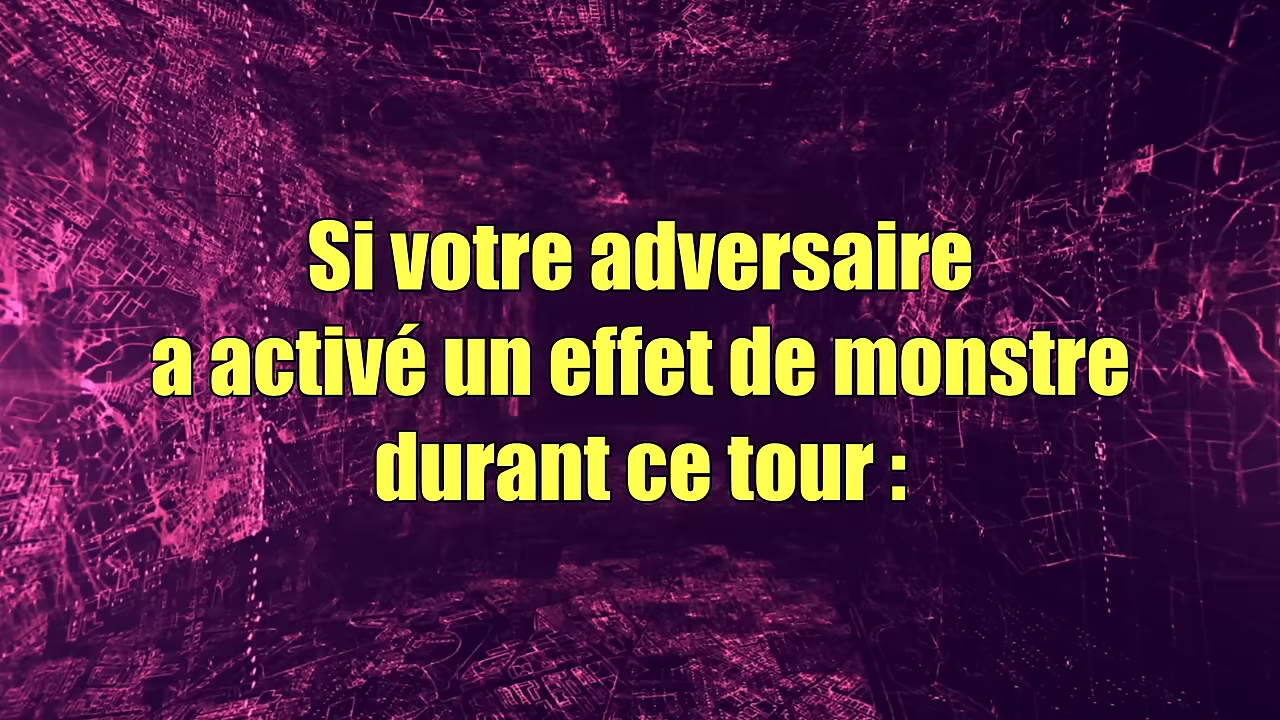 Si votre adversaire
a activé un effet de monstre
durant ce tour :